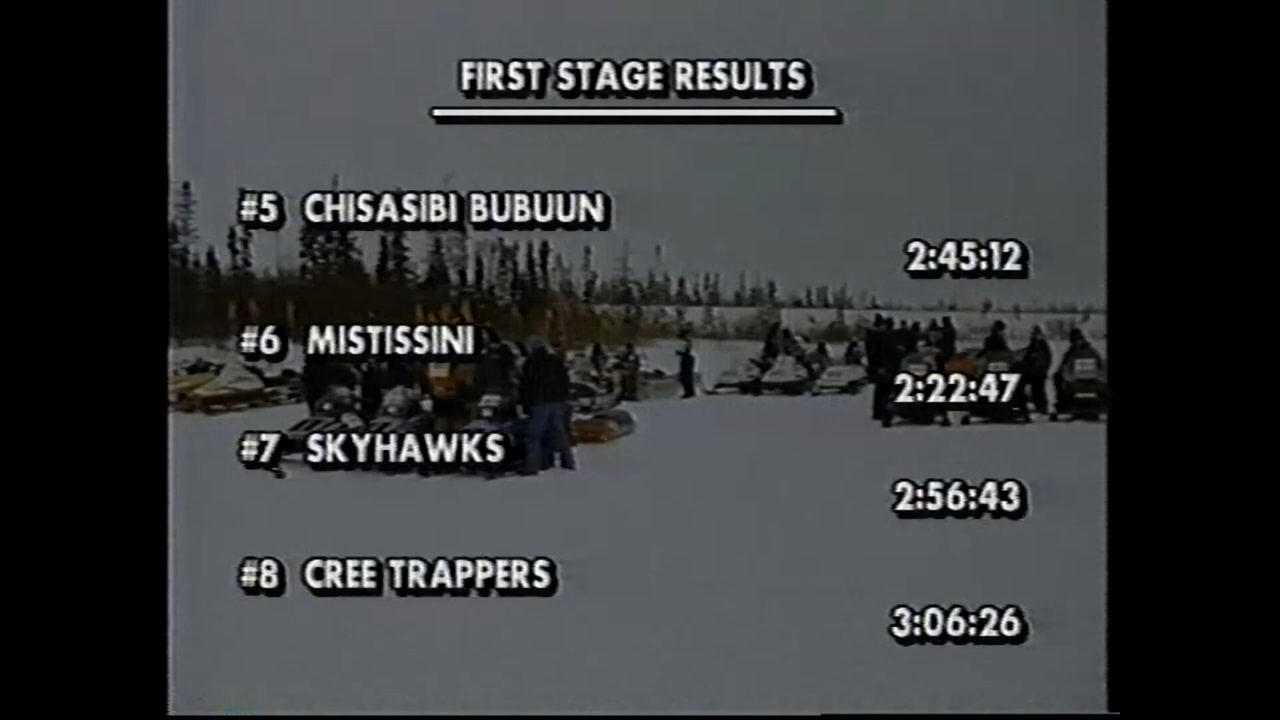 FIRST STAGE RESULTS
#5 CHISASIBI BUBUUN
2:45:12
#6 MISTISSINI
2:22:47
#7 SKYHAWKS
2:56:43
#8 CREE TRAPPERS
3:06:26